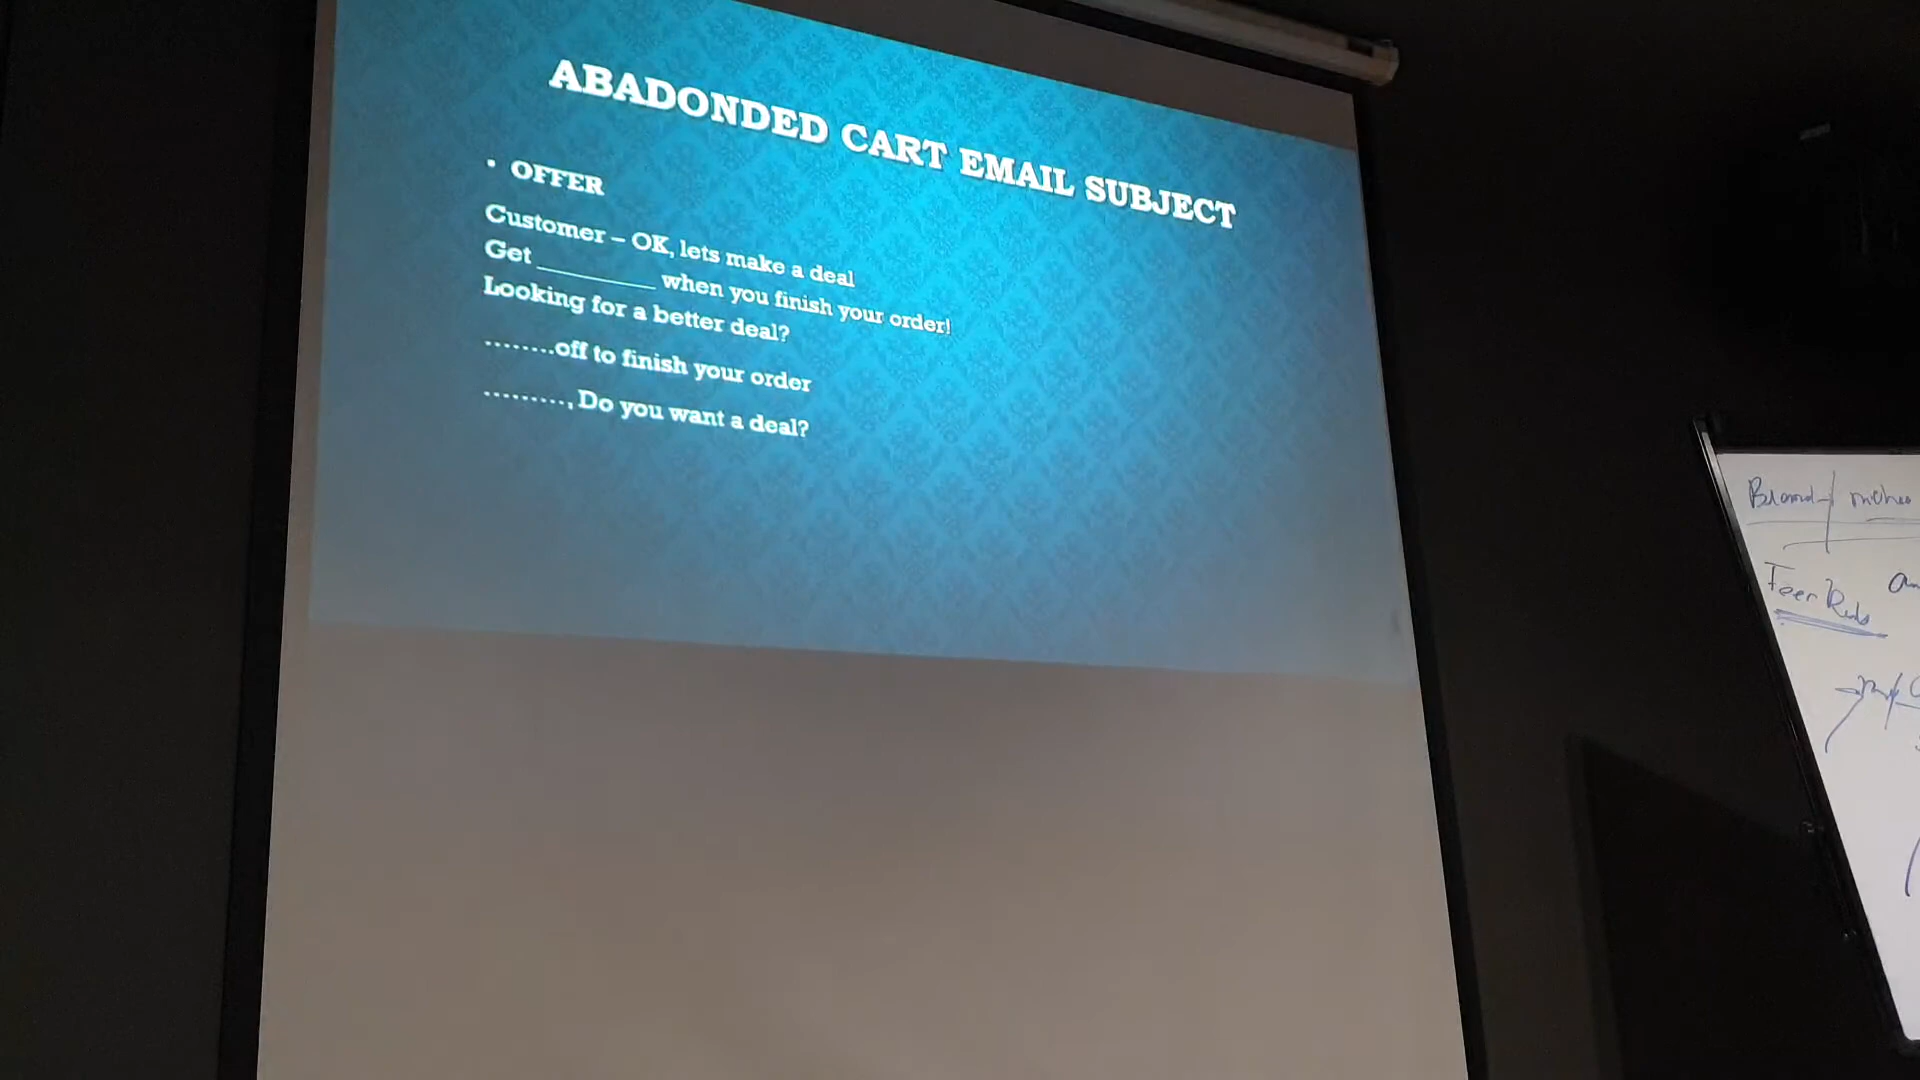 ABADONDED CART EMAIL SUBJECT
• OFFER
Customer – OK, lets make a deal
Get _________ when you finish your order!
Looking for a better deal?
........off to finish your order
.........., Do you want a deal?